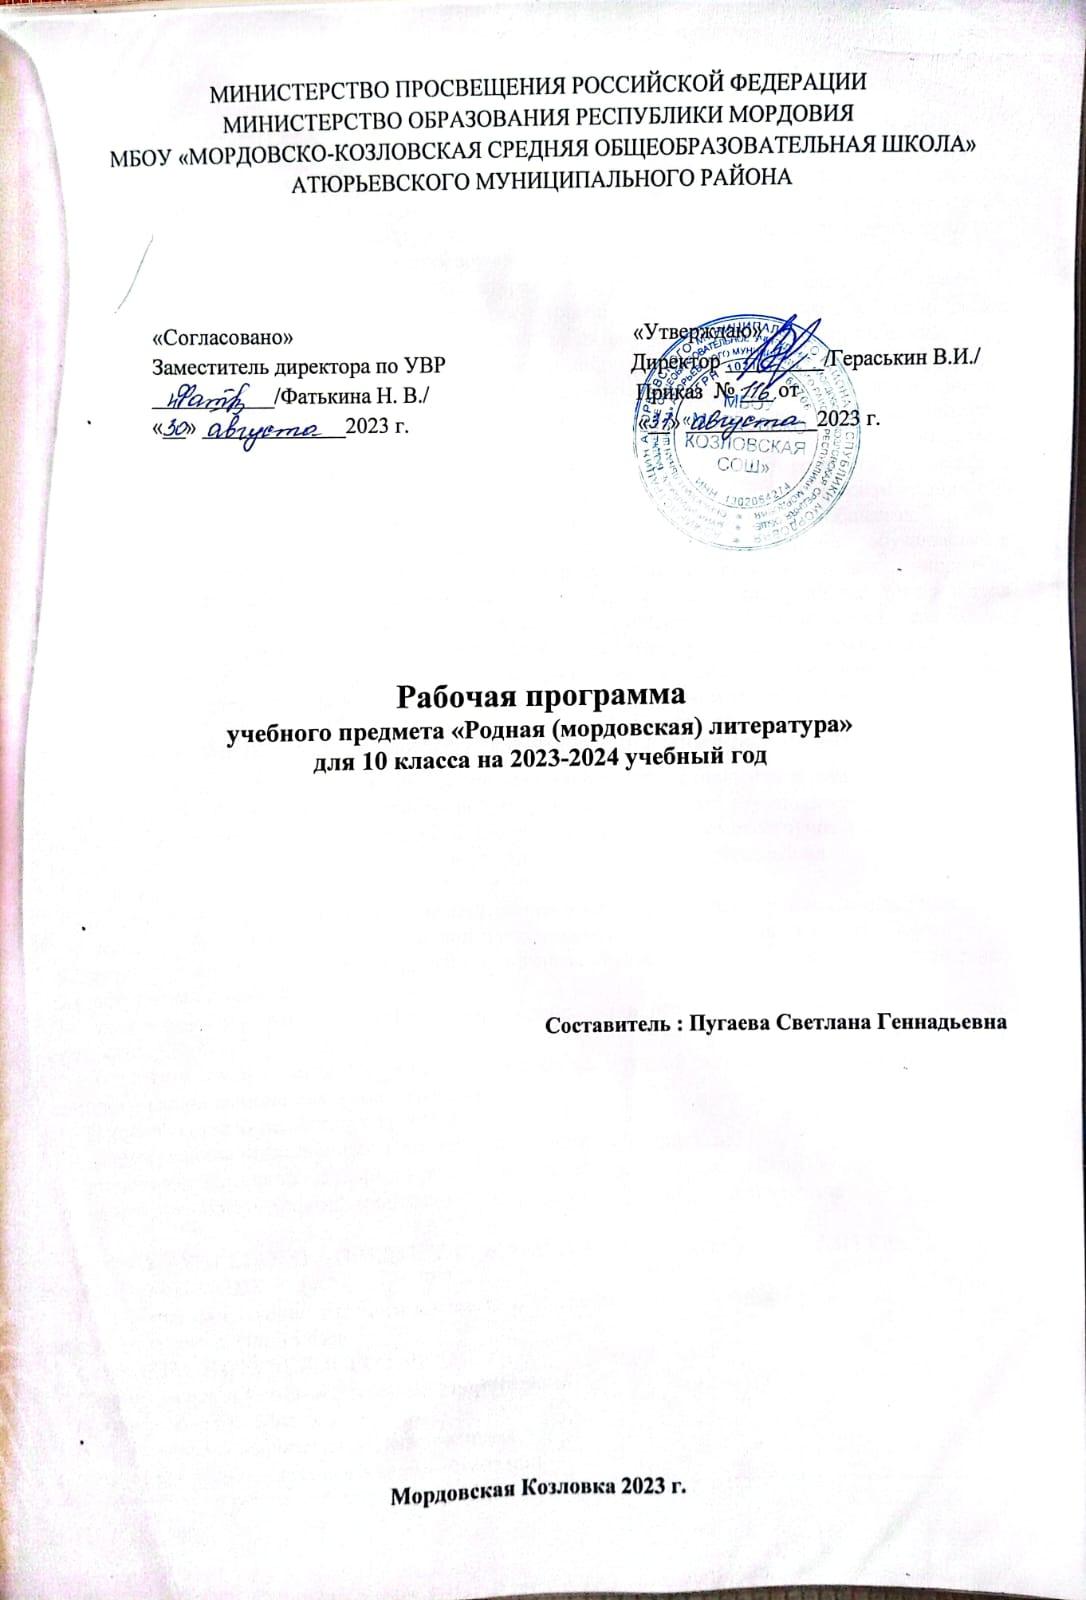 МИНИСТЕРСТВО ПРОСВЕЩЕНИЯ РОССИЙСКОЙ ФЕДЕРАЦИИ
МИНИСТЕРСТВО ОБРАЗОВАНИЯ РЕСПУБЛИКИ МОРДОВИЯ
МБОУ «МОРДОВСКО-КОЗЛОВСКАЯ СРЕДНЯЯ ОБЩЕОБРАЗОВАТЕЛЬНАЯ ШКОЛА»
АТЮРЬЕВСКОГО МУНИЦИПАЛЬНОГО РАЙОНА
«Согласовано»
Заместитель директора по УВР
/Фатькина Н. В./
«30» августа 2023 г.
«Утверждаю»
Директор /Гераськин В.И./
Приказ № 116 от
«31» «августа 2023 г.
МБОУ
КОЗЛОВСКАЯ
СОШ»
ИНН 1302064274
Рабочая программа
учебного предмета «Родная (мордовская) литература»
для 10 класса на 2023-2024 учебный год
Составитель : Пугаева Светлана Геннадьевна
Мордовская Козловка 2023 г.